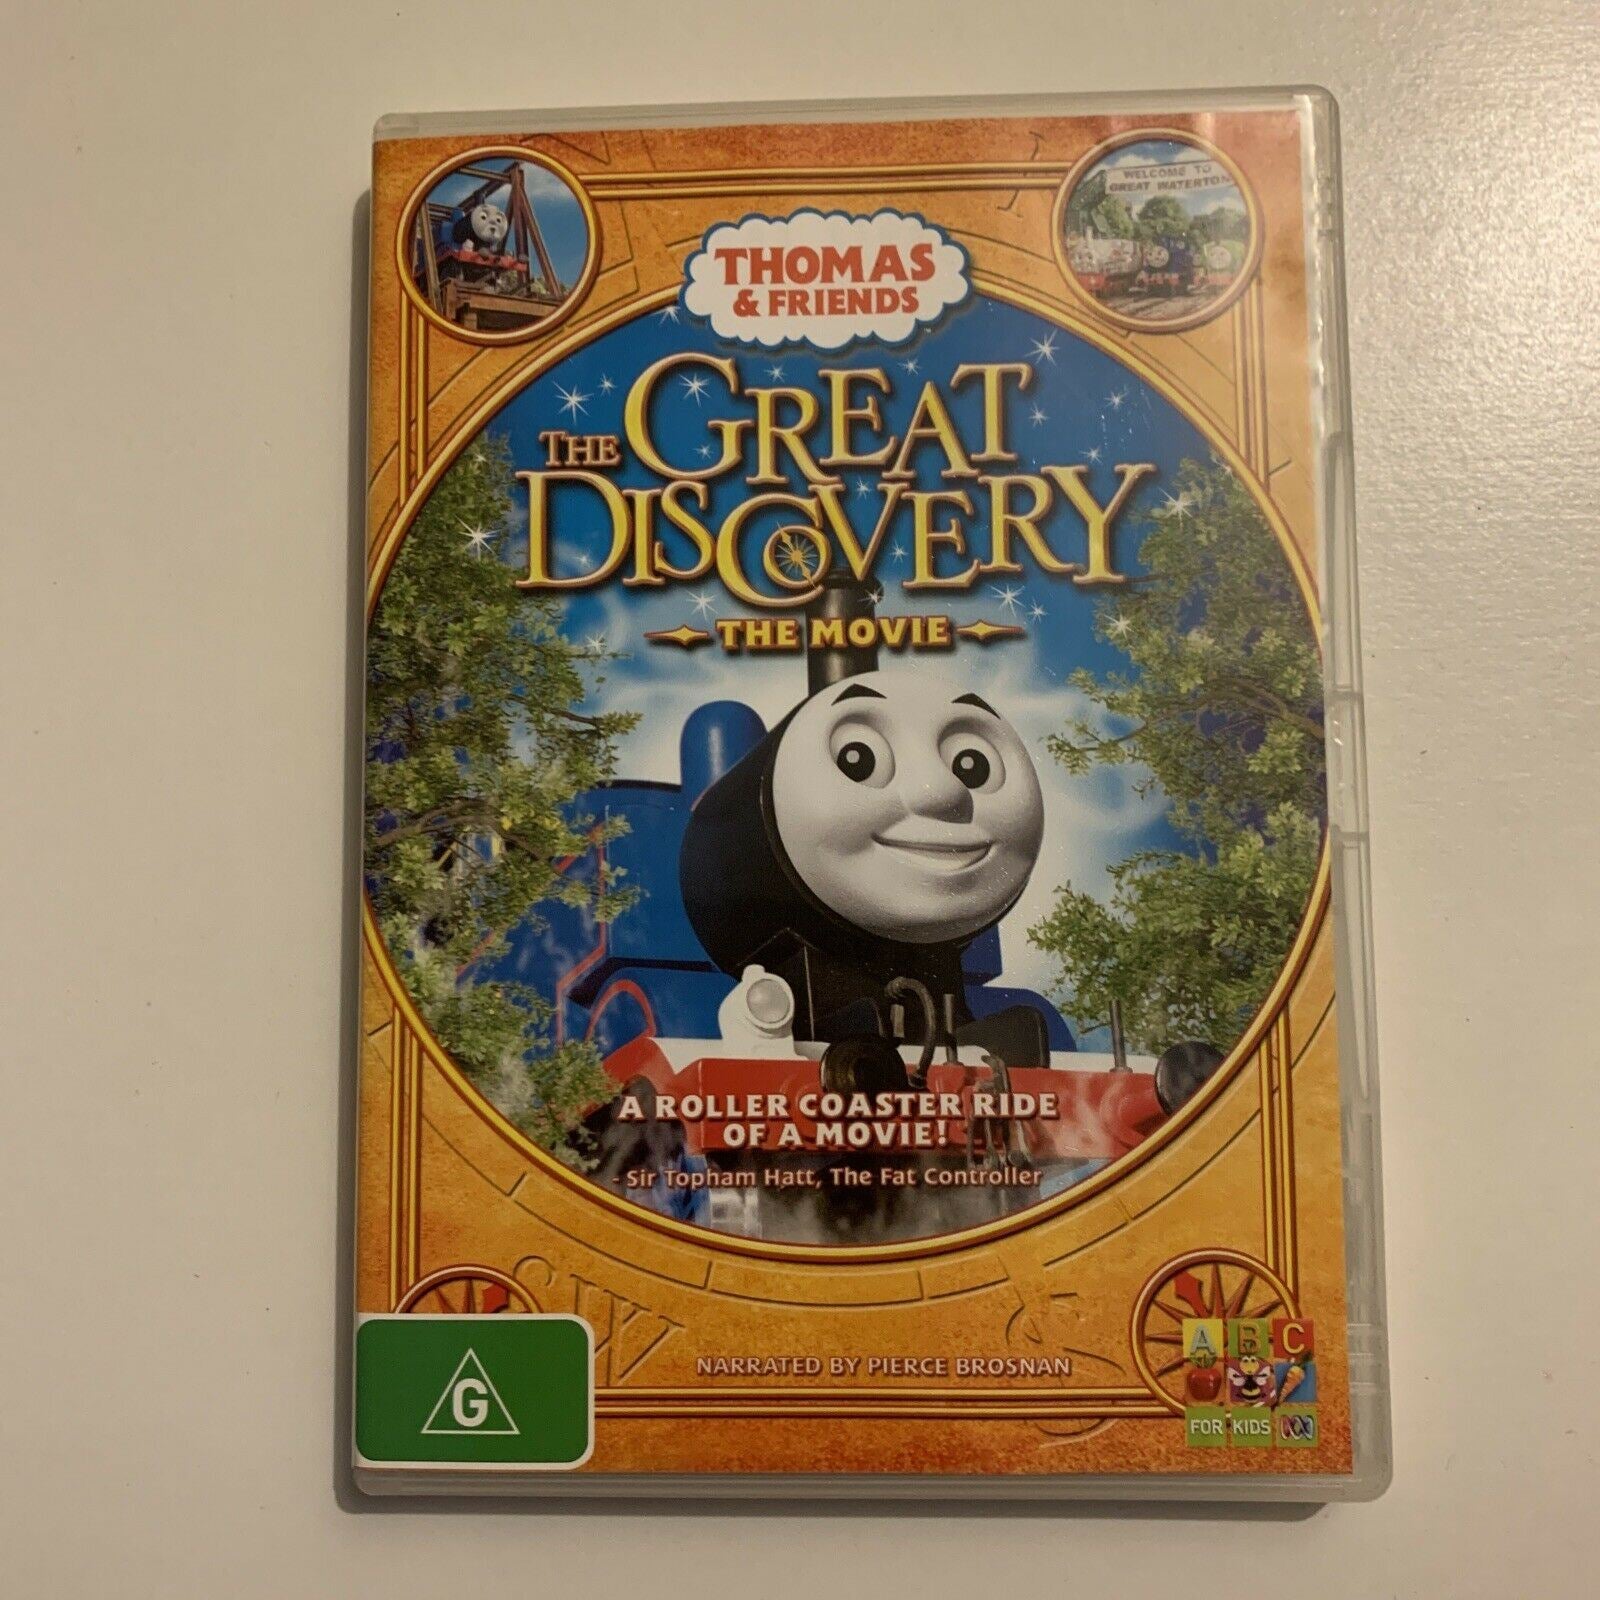 WELCOME TO
GREAT WATERTON
THOMAS
& FRIENDS
THE GREAT
DISCOVERY
THE MOVIE
A ROLLER COASTER RIDE
OF A MOVIE!
- Sir Topham Hatt, The Fat Controller
W
NARRATED BY PIERCE BROSNAN
G
ABC
FOR KIDS